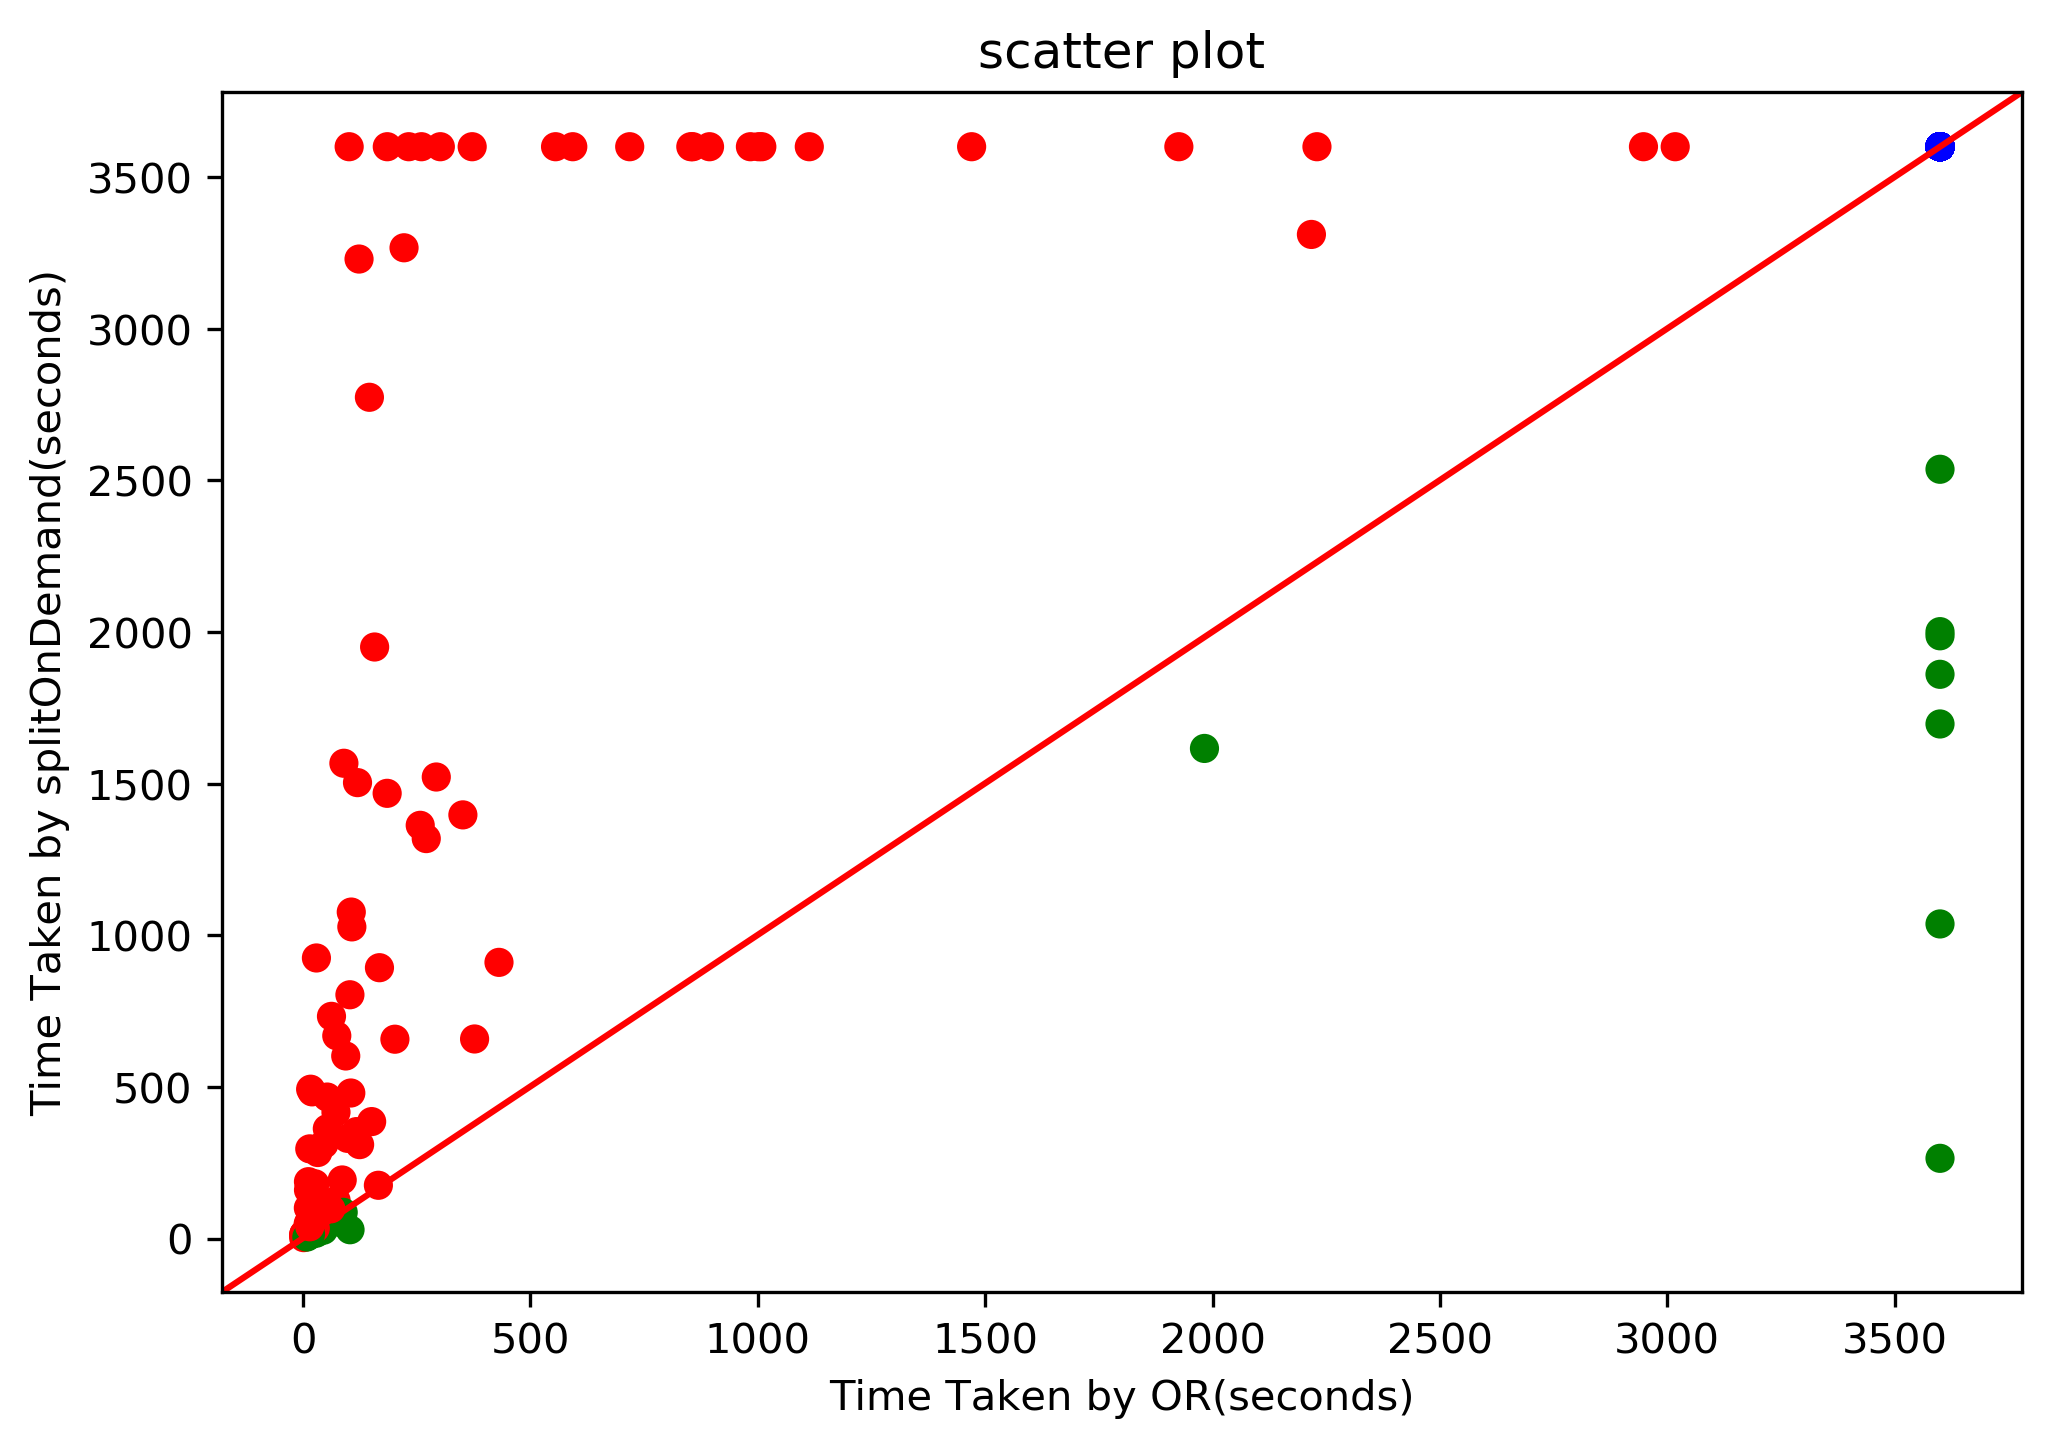 scatter plot
Time Taken by splitOnDemand(seconds)
3500
3000
2500
2000
1500
1000
500
0
0 500 1000 1500 2000 2500 3000 3500
Time Taken by OR(seconds)